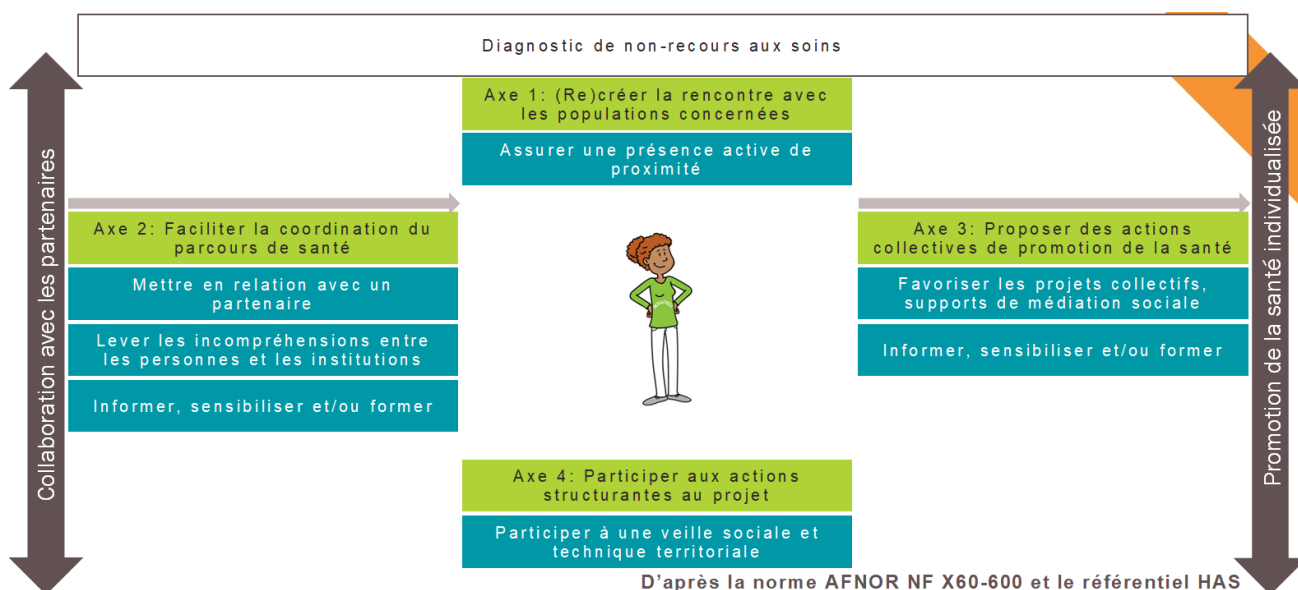 Diagnostic de non-recours aux soins
Axe 1: (Re)créer la rencontre avec
les populations concernées
Assurer une présence active de
proximité
Collaboration avec les partenaires
Axe 2: Faciliter la coordination du
parcours de santé
Mettre en relation avec un
partenaire
Lever les incompréhensions entre
les personnes et les institutions
Informer, sensibiliser et/ou former
Axe 3: Proposer des actions
collectives de promotion de la santé
Favoriser les projets collectifs,
supports de médiation sociale
Informer, sensibiliser et/ou former
Promotion de la santé individualisée
Axe 4: Participer aux actions
structurantes au projet
Participer à une veille sociale et
technique territoriale
D'après la norme AFNOR NF X60-600 et le référentiel HAS